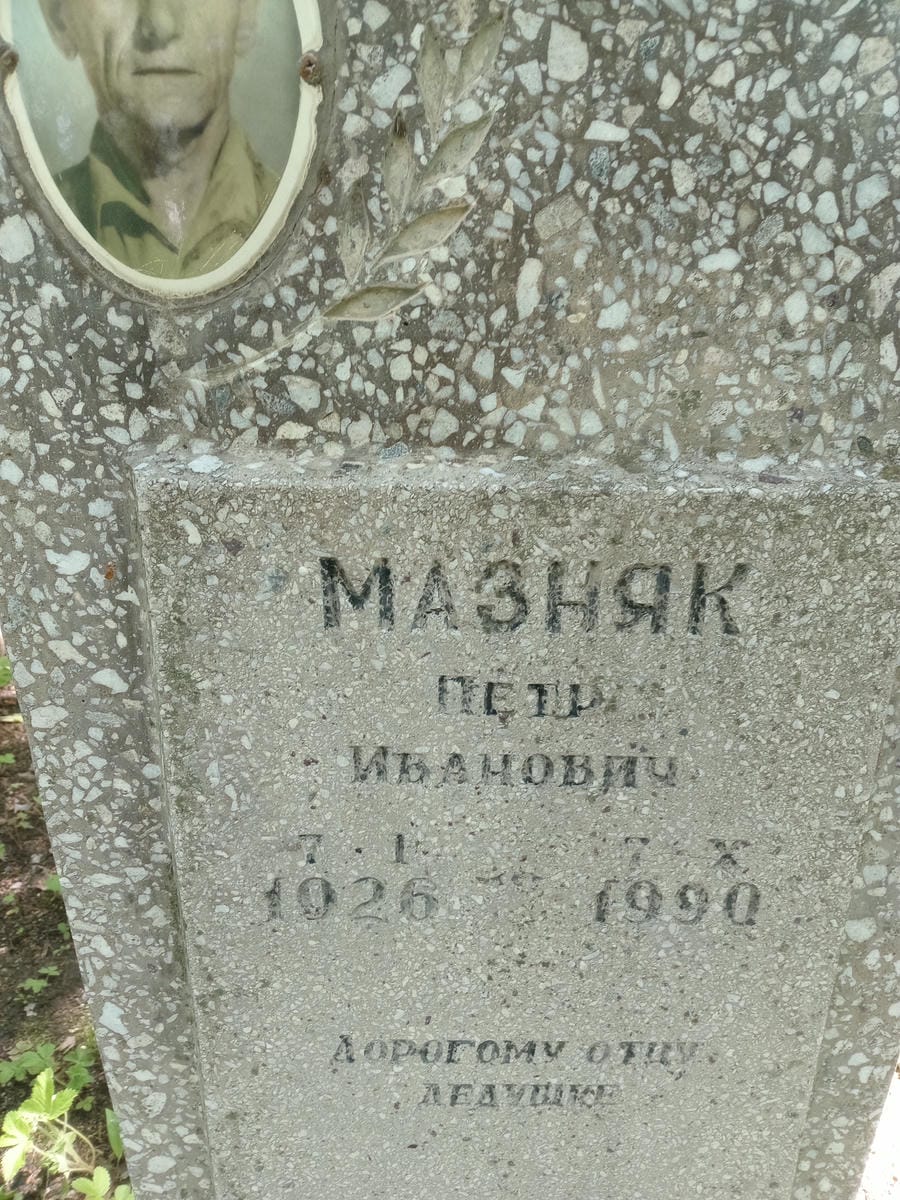 МАЗНЯК
ПЕТР
ИВАНОВИЧ
7 · I 7 · X
1926 1990
ДОРОГОМУ ОТЦУ
ДЕДУШКЕ